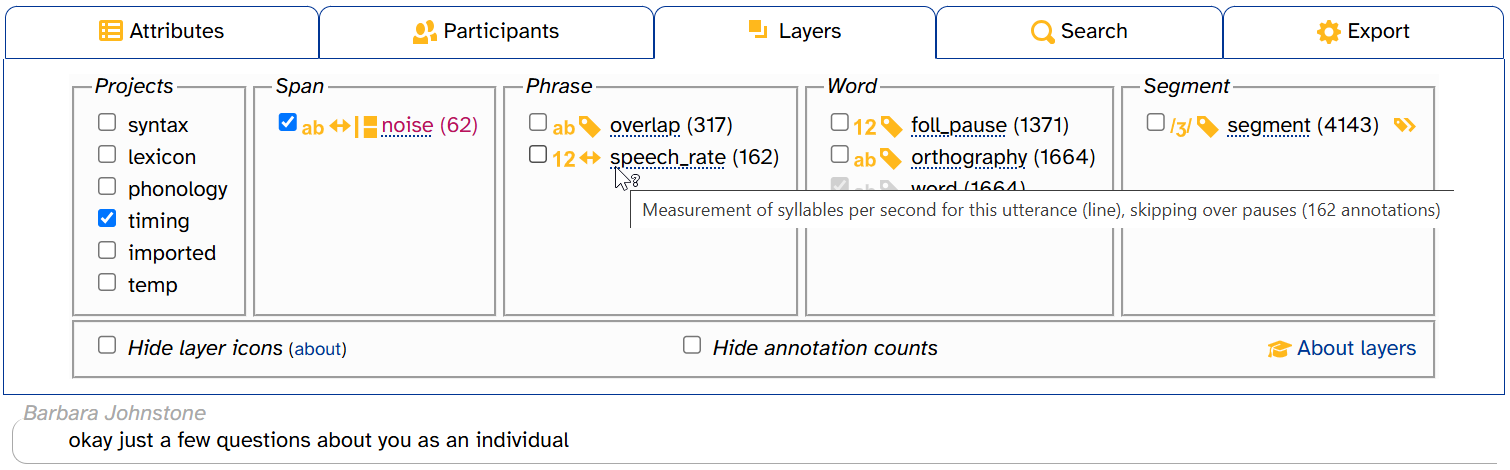 Attributes Participants Layers Search Export
Projects Span Phrase Word Segment
syntax ab noise (62) ab overlap (317) 12 foll_pause (1371) /ʒ/ segment (4143)
lexicon 12 speech_rate (162) ab orthography (1664)
phonology ab word (1664)
timing Measurement of syllables per second for this utterance (line), skipping over pauses (162 annotations)
imported
temp
Hide layer icons (about) Hide annotation counts About layers
Barbara Johnstone
okay just a few questions about you as an individual